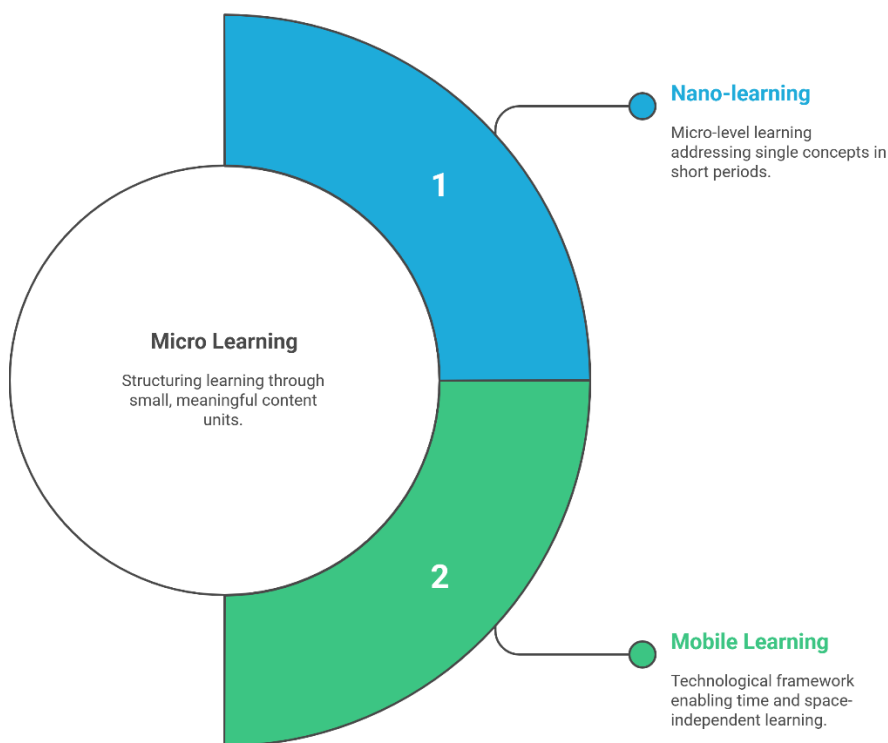 Nano-learning
Micro-level learning
addressing single concepts in
short periods.
1
Micro Learning
Structuring learning through
small, meaningful content
units.
2
Mobile Learning
Technological framework
enabling time and space-
independent learning.